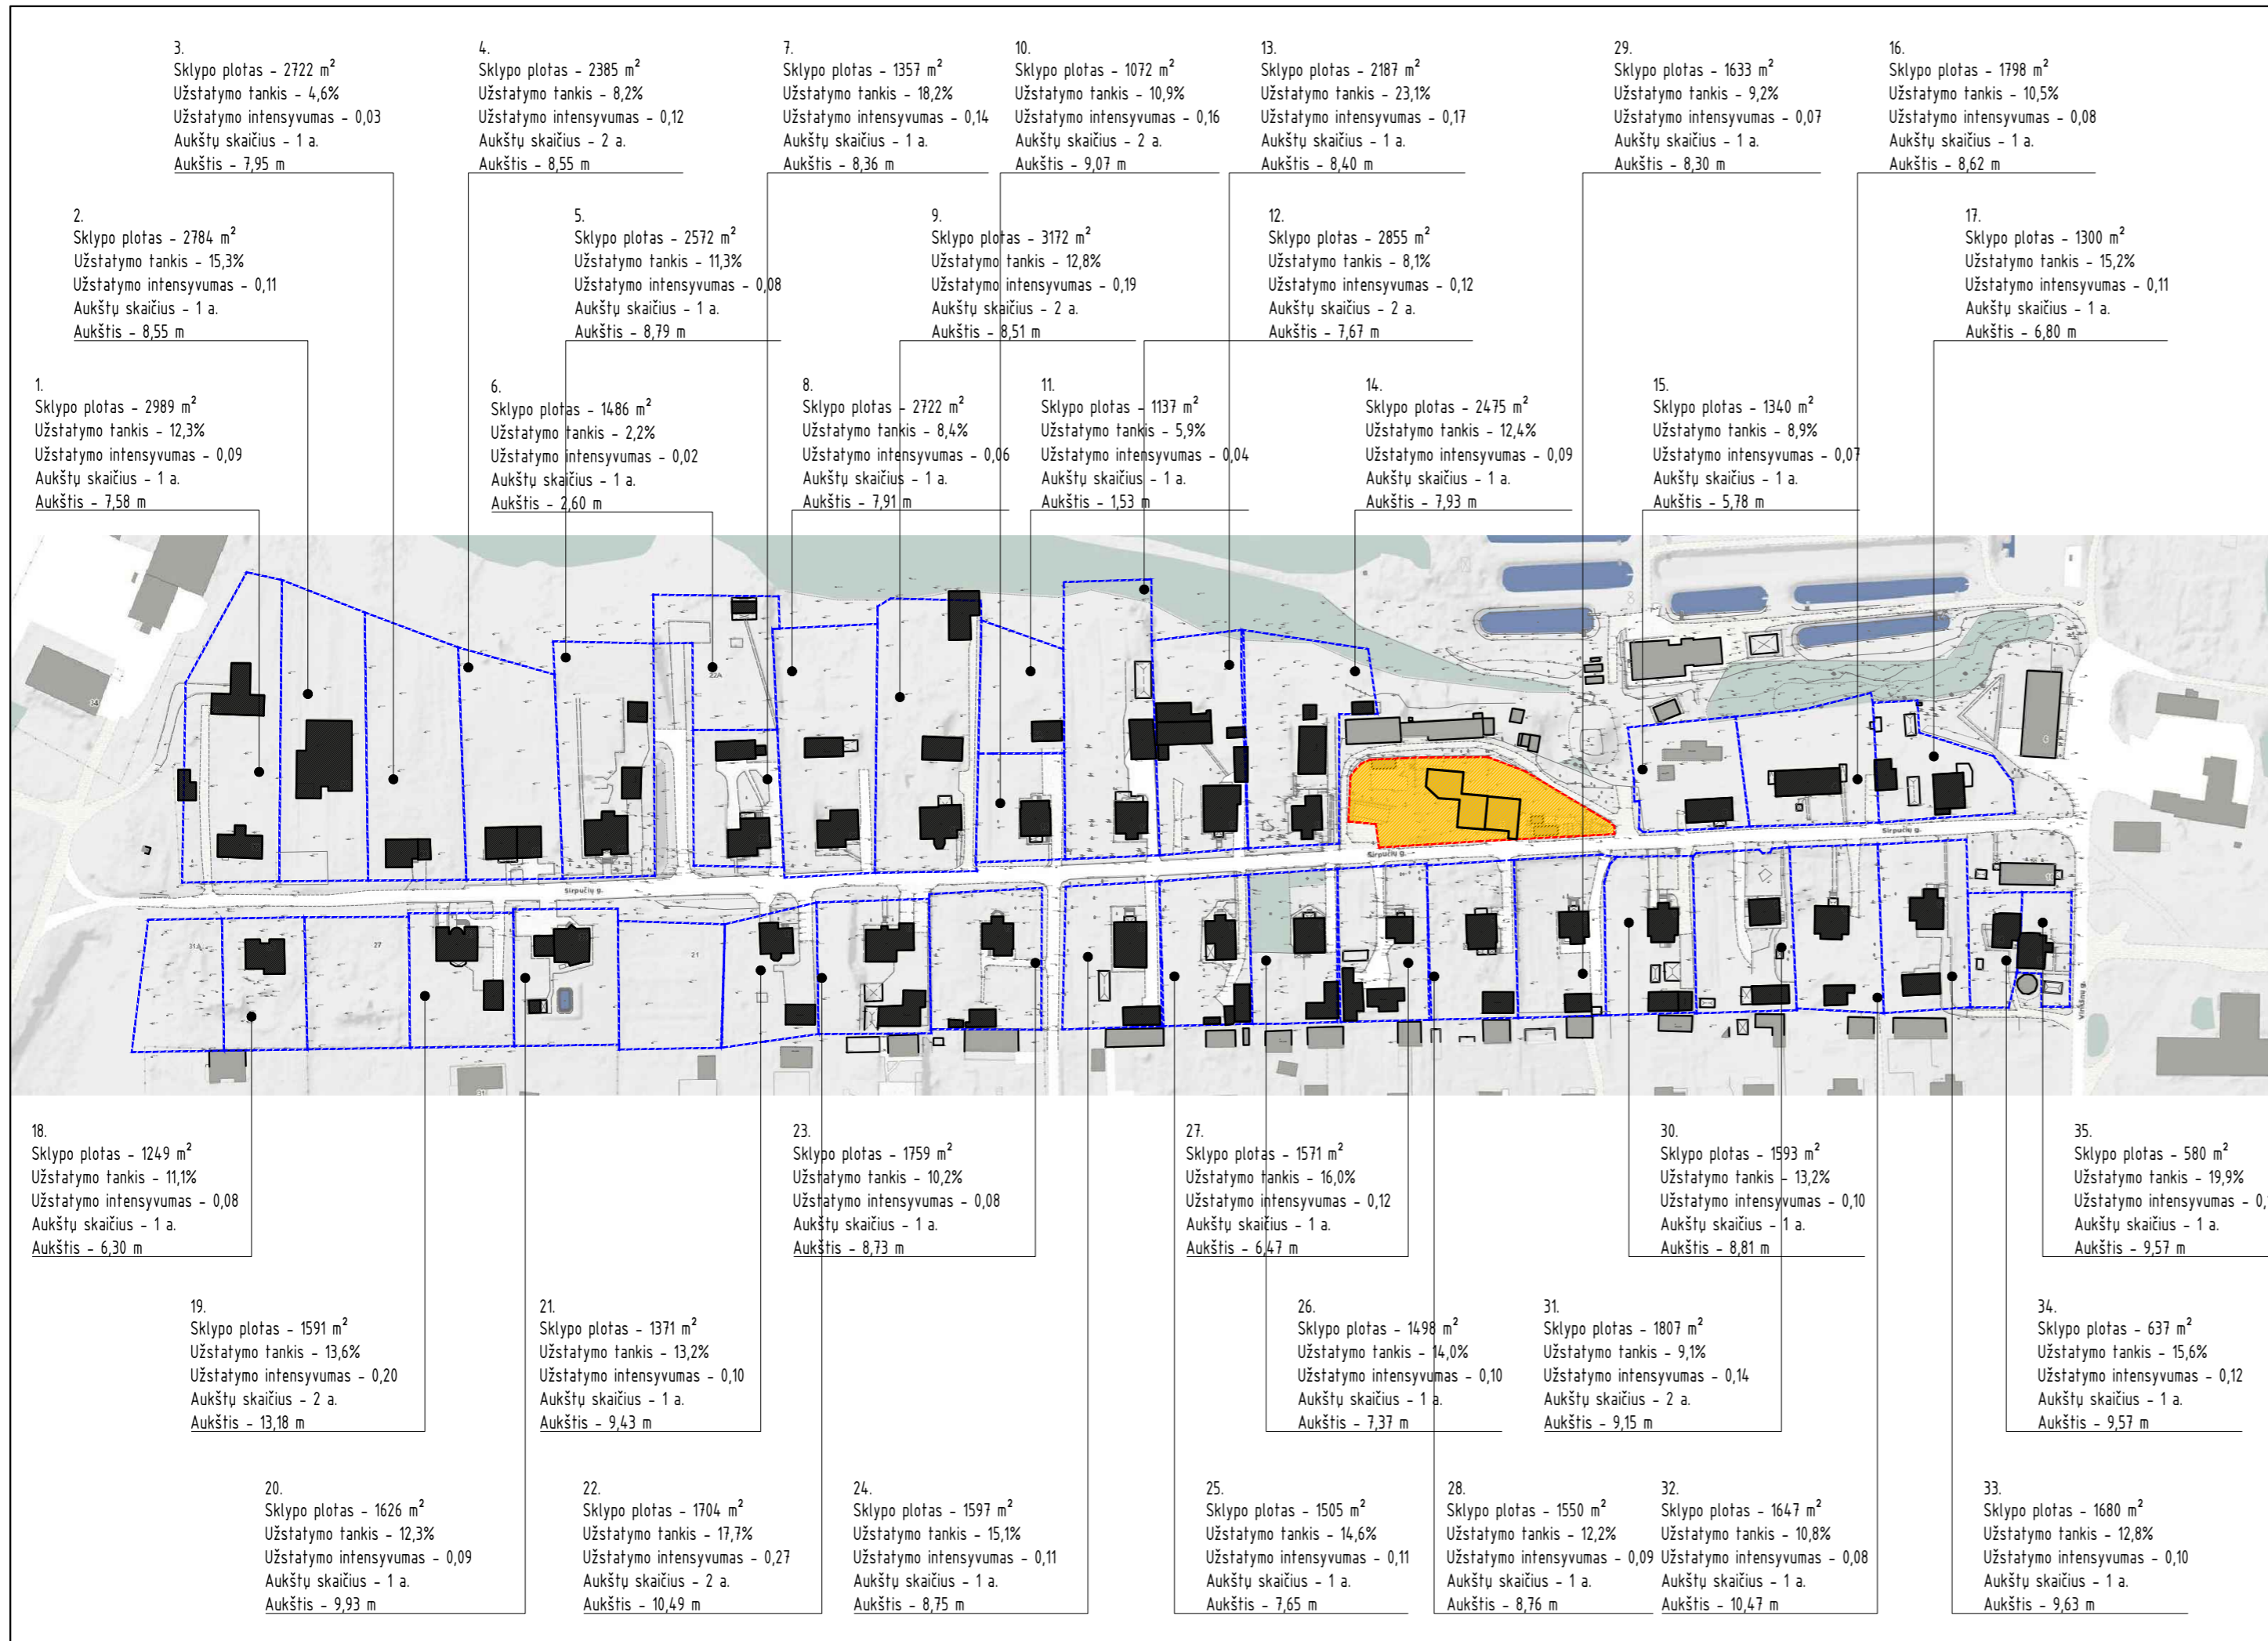 3.
Sklypo plotas - 2722 m²
Užstatymo tankis - 4,6%
Užstatymo intensyvumas - 0,03
Aukštų skaičius - 1 a.
Aukštis - 7,95 m
4.
Sklypo plotas - 2385 m²
Užstatymo tankis - 8,2%
Užstatymo intensyvumas - 0,12
Aukštų skaičius - 2 a.
Aukštis - 8,55 m
7.
Sklypo plotas - 1357 m²
Užstatymo tankis - 18,2%
Užstatymo intensyvumas - 0,14
Aukštų skaičius - 1 a.
Aukštis - 8,36 m
10.
Sklypo plotas - 1072 m²
Užstatymo tankis - 10,9%
Užstatymo intensyvumas - 0,16
Aukštų skaičius - 2 a.
Aukštis - 9,07 m
13.
Sklypo plotas - 2187 m²
Užstatymo tankis - 23,1%
Užstatymo intensyvumas - 0,17
Aukštų skaičius - 1 a.
Aukštis - 8,40 m
29.
Sklypo plotas - 1633 m²
Užstatymo tankis - 9,2%
Užstatymo intensyvumas - 0,07
Aukštų skaičius - 1 a.
Aukštis - 8,30 m
16.
Sklypo plotas - 1798 m²
Užstatymo tankis - 10,5%
Užstatymo intensyvumas - 0,08
Aukštų skaičius - 1 a.
Aukštis - 8,62 m
2.
Sklypo plotas - 2784 m²
Užstatymo tankis - 15,3%
Užstatymo intensyvumas - 0,11
Aukštų skaičius - 1 a.
Aukštis - 8,55 m
5.
Sklypo plotas - 2572 m²
Užstatymo tankis - 11,3%
Užstatymo intensyvumas - 0,08
Aukštų skaičius - 1 a.
Aukštis - 8,79 m
9.
Sklypo plotas - 3172 m²
Užstatymo tankis - 12,8%
Užstatymo intensyvumas - 0,19
Aukštų skaičius - 2 a.
Aukštis - 8,51 m
12.
Sklypo plotas - 2855 m²
Užstatymo tankis - 8,1%
Užstatymo intensyvumas - 0,12
Aukštų skaičius - 2 a.
Aukštis - 7,67 m
17.
Sklypo plotas - 1300 m²
Užstatymo tankis - 15,2%
Užstatymo intensyvumas - 0,11
Aukštų skaičius - 1 a.
Aukštis - 6,80 m
1.
Sklypo plotas - 2989 m²
Užstatymo tankis - 12,3%
Užstatymo intensyvumas - 0,09
Aukštų skaičius - 1 a.
Aukštis - 7,58 m
6.
Sklypo plotas - 1486 m²
Užstatymo tankis - 2,2%
Užstatymo intensyvumas - 0,02
Aukštų skaičius - 1 a.
Aukštis - 2,60 m
8.
Sklypo plotas - 2722 m²
Užstatymo tankis - 8,4%
Užstatymo intensyvumas - 0,06
Aukštų skaičius - 1 a.
Aukštis - 7,91 m
11.
Sklypo plotas - 1137 m²
Užstatymo tankis - 5,9%
Užstatymo intensyvumas - 0,04
Aukštų skaičius - 1 a.
Aukštis - 1,53 m
14.
Sklypo plotas - 2475 m²
Užstatymo tankis - 12,4%
Užstatymo intensyvumas - 0,09
Aukštų skaičius - 1 a.
Aukštis - 7,93 m
15.
Sklypo plotas - 1340 m²
Užstatymo tankis - 8,9%
Užstatymo intensyvumas - 0,07
Aukštų skaičius - 1 a.
Aukštis - 5,78 m
22A
34
Sirpučių g.
Sirpučių g.
Sirpučių g.
31A
27
21
31
Virkščių g.
18.
Sklypo plotas - 1249 m²
Užstatymo tankis - 11,1%
Užstatymo intensyvumas - 0,08
Aukštų skaičius - 1 a.
Aukštis - 6,30 m
23.
Sklypo plotas - 1759 m²
Užstatymo tankis - 10,2%
Užstatymo intensyvumas - 0,08
Aukštų skaičius - 1 a.
Aukštis - 8,73 m
27.
Sklypo plotas - 1571 m²
Užstatymo tankis - 16,0%
Užstatymo intensyvumas - 0,12
Aukštų skaičius - 1 a.
Aukštis - 6,47 m
30.
Sklypo plotas - 1593 m²
Užstatymo tankis - 13,2%
Užstatymo intensyvumas - 0,10
Aukštų skaičius - 1 a.
Aukštis - 8,81 m
35.
Sklypo plotas - 580 m²
Užstatymo tankis - 19,9%
Užstatymo intensyvumas - 0,
Aukštų skaičius - 1 a.
Aukštis - 9,57 m
19.
Sklypo plotas - 1591 m²
Užstatymo tankis - 13,6%
Užstatymo intensyvumas - 0,20
Aukštų skaičius - 2 a.
Aukštis - 13,18 m
21.
Sklypo plotas - 1371 m²
Užstatymo tankis - 13,2%
Užstatymo intensyvumas - 0,10
Aukštų skaičius - 1 a.
Aukštis - 9,43 m
26.
Sklypo plotas - 1498 m²
Užstatymo tankis - 14,0%
Užstatymo intensyvumas - 0,10
Aukštų skaičius - 1 a.
Aukštis - 7,37 m
31.
Sklypo plotas - 1807 m²
Užstatymo tankis - 9,1%
Užstatymo intensyvumas - 0,14
Aukštų skaičius - 2 a.
Aukštis - 9,15 m
34.
Sklypo plotas - 637 m²
Užstatymo tankis - 15,6%
Užstatymo intensyvumas - 0,12
Aukštų skaičius - 1 a.
Aukštis - 9,57 m
20.
Sklypo plotas - 1626 m²
Užstatymo tankis - 12,3%
Užstatymo intensyvumas - 0,09
Aukštų skaičius - 1 a.
Aukštis - 9,93 m
22.
Sklypo plotas - 1704 m²
Užstatymo tankis - 17,7%
Užstatymo intensyvumas - 0,27
Aukštų skaičius - 2 a.
Aukštis - 10,49 m
24.
Sklypo plotas - 1597 m²
Užstatymo tankis - 15,1%
Užstatymo intensyvumas - 0,11
Aukštų skaičius - 1 a.
Aukštis - 8,75 m
25.
Sklypo plotas - 1505 m²
Užstatymo tankis - 14,6%
Užstatymo intensyvumas - 0,11
Aukštų skaičius - 1 a.
Aukštis - 7,65 m
28.
Sklypo plotas - 1550 m²
Užstatymo tankis - 12,2%
Užstatymo intensyvumas - 0,09
Aukštų skaičius - 1 a.
Aukštis - 8,76 m
32.
Sklypo plotas - 1647 m²
Užstatymo tankis - 10,8%
Užstatymo intensyvumas - 0,08
Aukštų skaičius - 1 a.
Aukštis - 10,47 m
33.
Sklypo plotas - 1680 m²
Užstatymo tankis - 12,8%
Užstatymo intensyvumas - 0,10
Aukštų skaičius - 1 a.
Aukštis - 9,63 m